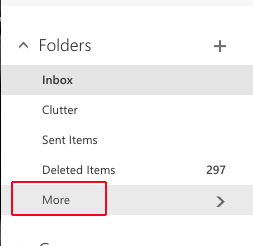 Folders
Inbox
Clutter
Sent Items
Deleted Items 297
More